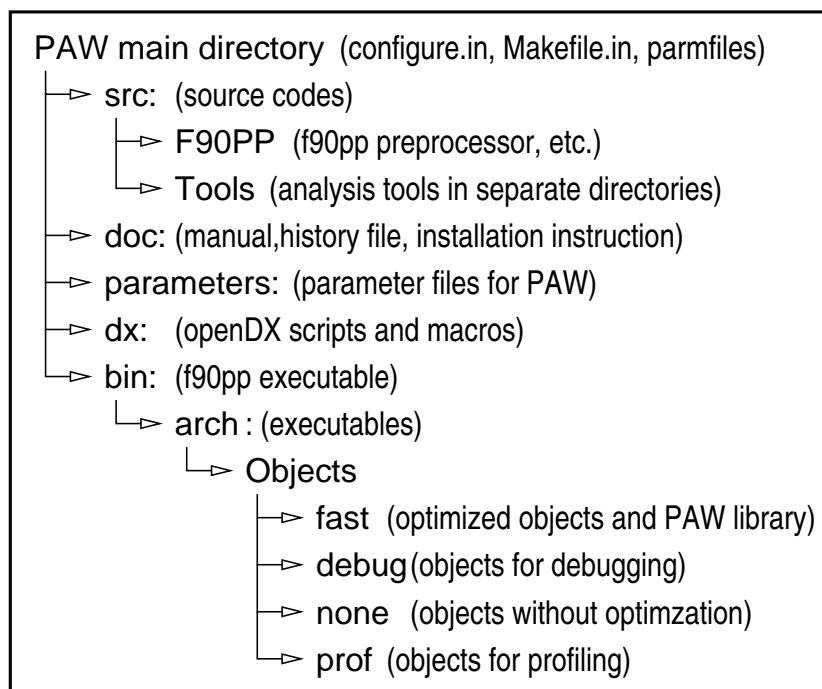 PAW main directory (configure.in, Makefile.in, parmfiles)
src: (source codes)
F90PP (f90pp preprocessor, etc.)
Tools (analysis tools in separate directories)
doc: (manual,history file, installation instruction)
parameters: (parameter files for PAW)
dx: (openDX scripts and macros)
bin: (f90pp executable)
arch : (executables)
Objects
fast (optimized objects and PAW library)
debug (objects for debugging)
none (objects without optimzation)
prof (objects for profiling)